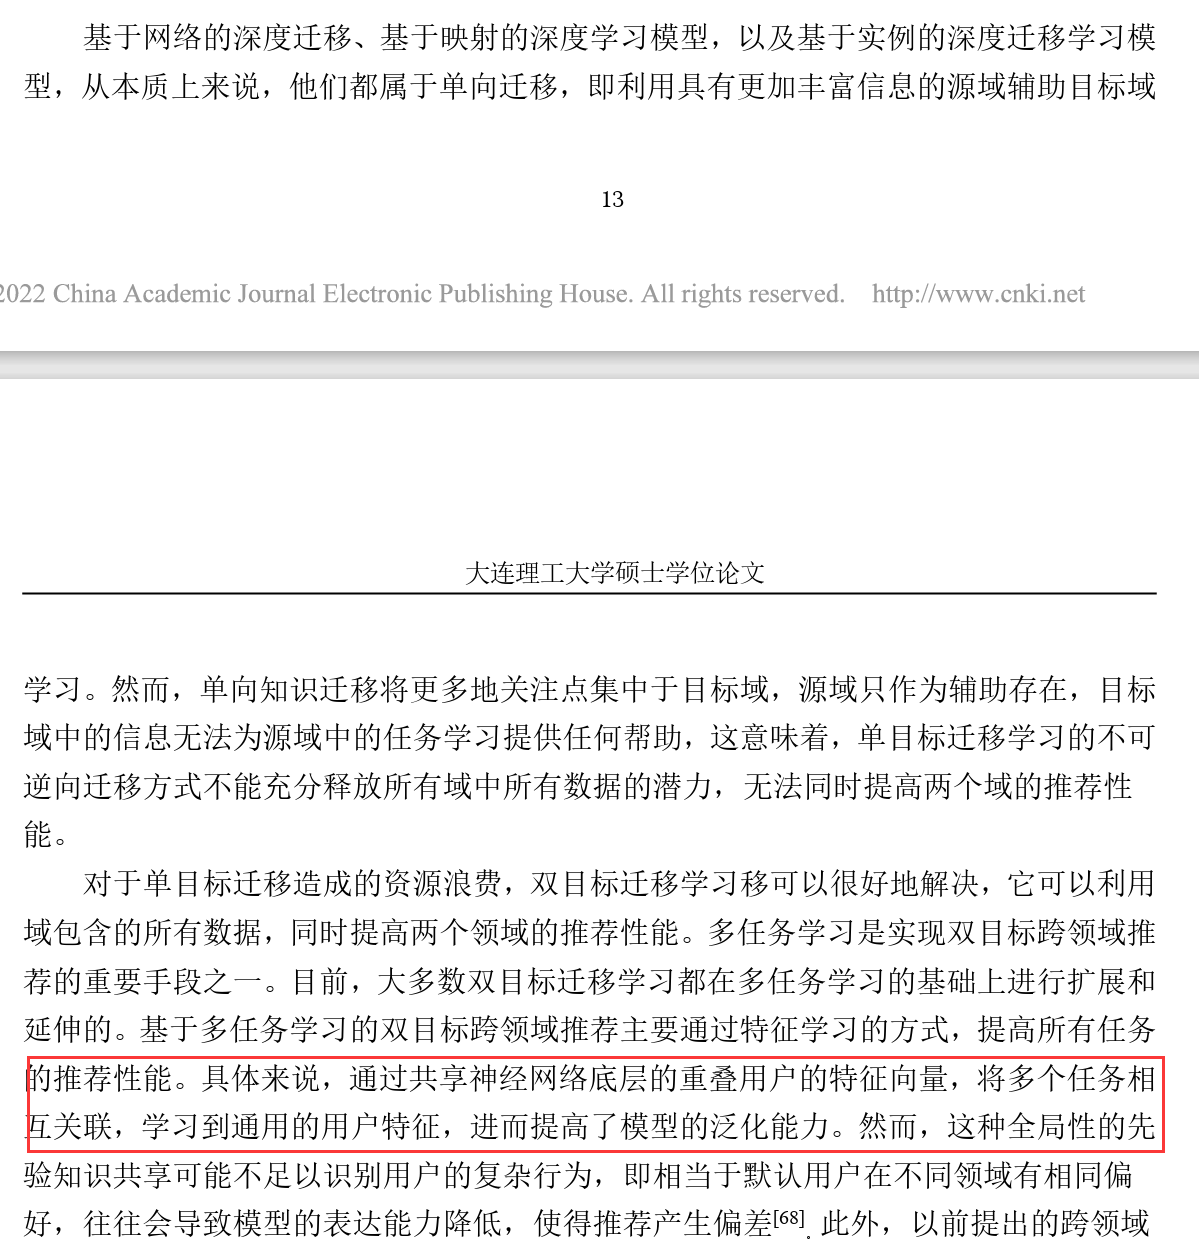 基于网络的深度迁移、基于映射的深度学习模型，以及基于实例的深度迁移学习模
型，从本质上来说，他们都属于单向迁移，即利用具有更加丰富信息的源域辅助目标域
13
2022 China Academic Journal Electronic Publishing House. All rights reserved. http://www.cnki.net
大连理工大学硕士学位论文
学习。然而，单向知识迁移将更多地关注点集中于目标域，源域只作为辅助存在，目标
域中的信息无法为源域中的任务学习提供任何帮助，这意味着，单目标迁移学习的不可
逆向迁移方式不能充分释放所有域中所有数据的潜力，无法同时提高两个域的推荐性
能。
对于单目标迁移造成的资源浪费，双目标迁移学习移可以很好地解决，它可以利用
域包含的所有数据，同时提高两个领域的推荐性能。多任务学习是实现双目标跨领域推
荐的重要手段之一。目前，大多数双目标迁移学习都在多任务学习的基础上进行扩展和
延伸的。基于多任务学习的双目标跨领域推荐主要通过特征学习的方式，提高所有任务
的推荐性能。具体来说，通过共享神经网络底层的重叠用户的特征向量，将多个任务相
互关联，学习到通用的用户特征，进而提高了模型的泛化能力。然而，这种全局性的先
验知识共享可能不足以识别用户的复杂行为，即相当于默认用户在不同领域有相同偏
好，往往会导致模型的表达能力降低，使得推荐产生偏差[68]。此外，以前提出的跨领域